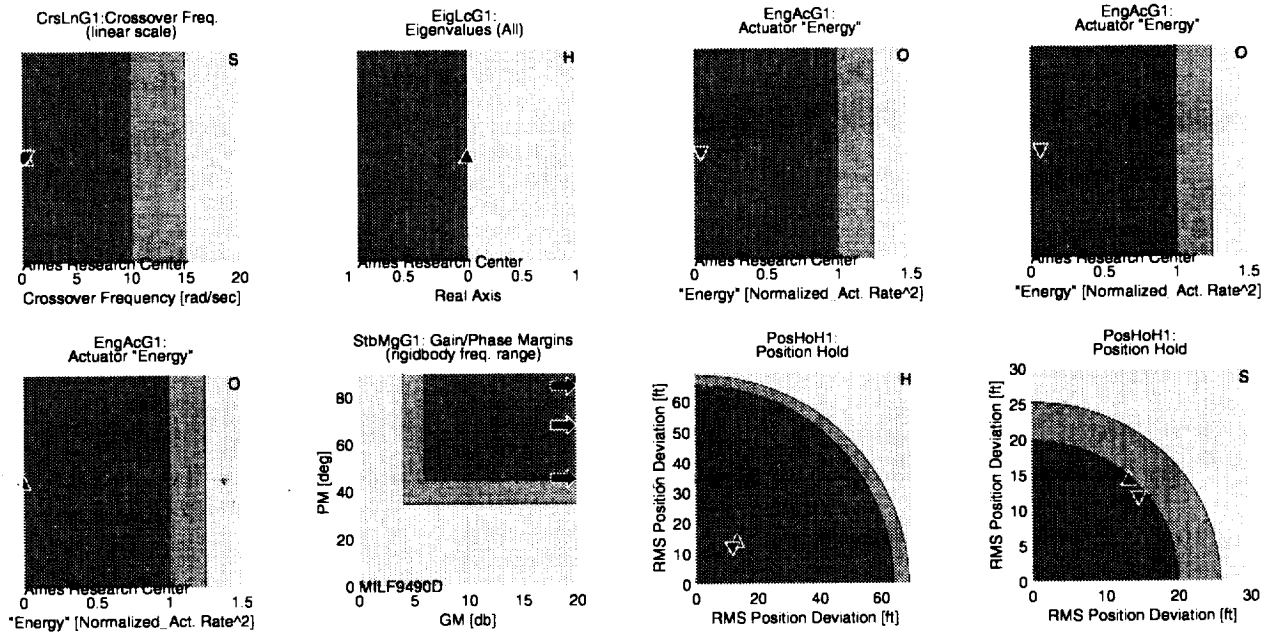 CrsLnG1:Crossover Freq.
(linear scale)
S
Ames Research Center
0 5 10 15 20
Crossover Frequency [rad/sec]
EigLcG1:
Eigenvalues (All)
H
Ames Research Center
1 0.5 0 0.5 1
Real Axis
EngAcG1:
Actuator "Energy"
O
Ames Research Center
0 0.5 1 1.5
"Energy" [Normalized_Act. Rate^2]
EngAcG1:
Actuator "Energy"
O
Ames Research Center
0 0.5 1 1.5
"Energy" [Normalized_Act. Rate^2]
EngAcG1:
Actuator "Energy"
O
Ames Research Center
0 0.5 1 1.5
"Energy" [Normalized_Act. Rate^2]
StbMgG1: Gain/Phase Margins
(rigidbody freq. range)
PM [deg]
80
60
40
20
0
MILF9490D
0 5 10 15 20
GM [db]
PosHoH1:
Position Hold
H
RMS Position Deviation [ft]
60
50
40
30
20
10
0
0 20 40 60
RMS Position Deviation [ft]
PosHoH1:
Position Hold
S
RMS Position Deviation [ft]
30
25
20
15
10
5
0
0 10 20 30
RMS Position Deviation [ft]